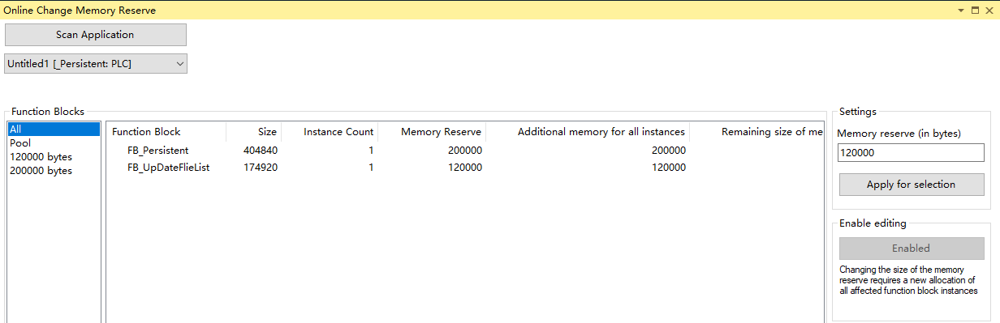 Online Change Memory Reserve
Scan Application
Untitled1 [_Persistent: PLC]
Function Blocks
All
Pool
120000 bytes
200000 bytes
Function Block Size Instance Count Memory Reserve Additional memory for all instances Remaining size of me
FB_Persistent 404840 1 200000 200000
FB_UpDateFlieList 174920 1 120000 120000
Settings
Memory reserve (in bytes)
120000
Apply for selection
Enable editing
Enabled
Changing the size of the memory
reserve requires a new allocation of
all affected function block instances